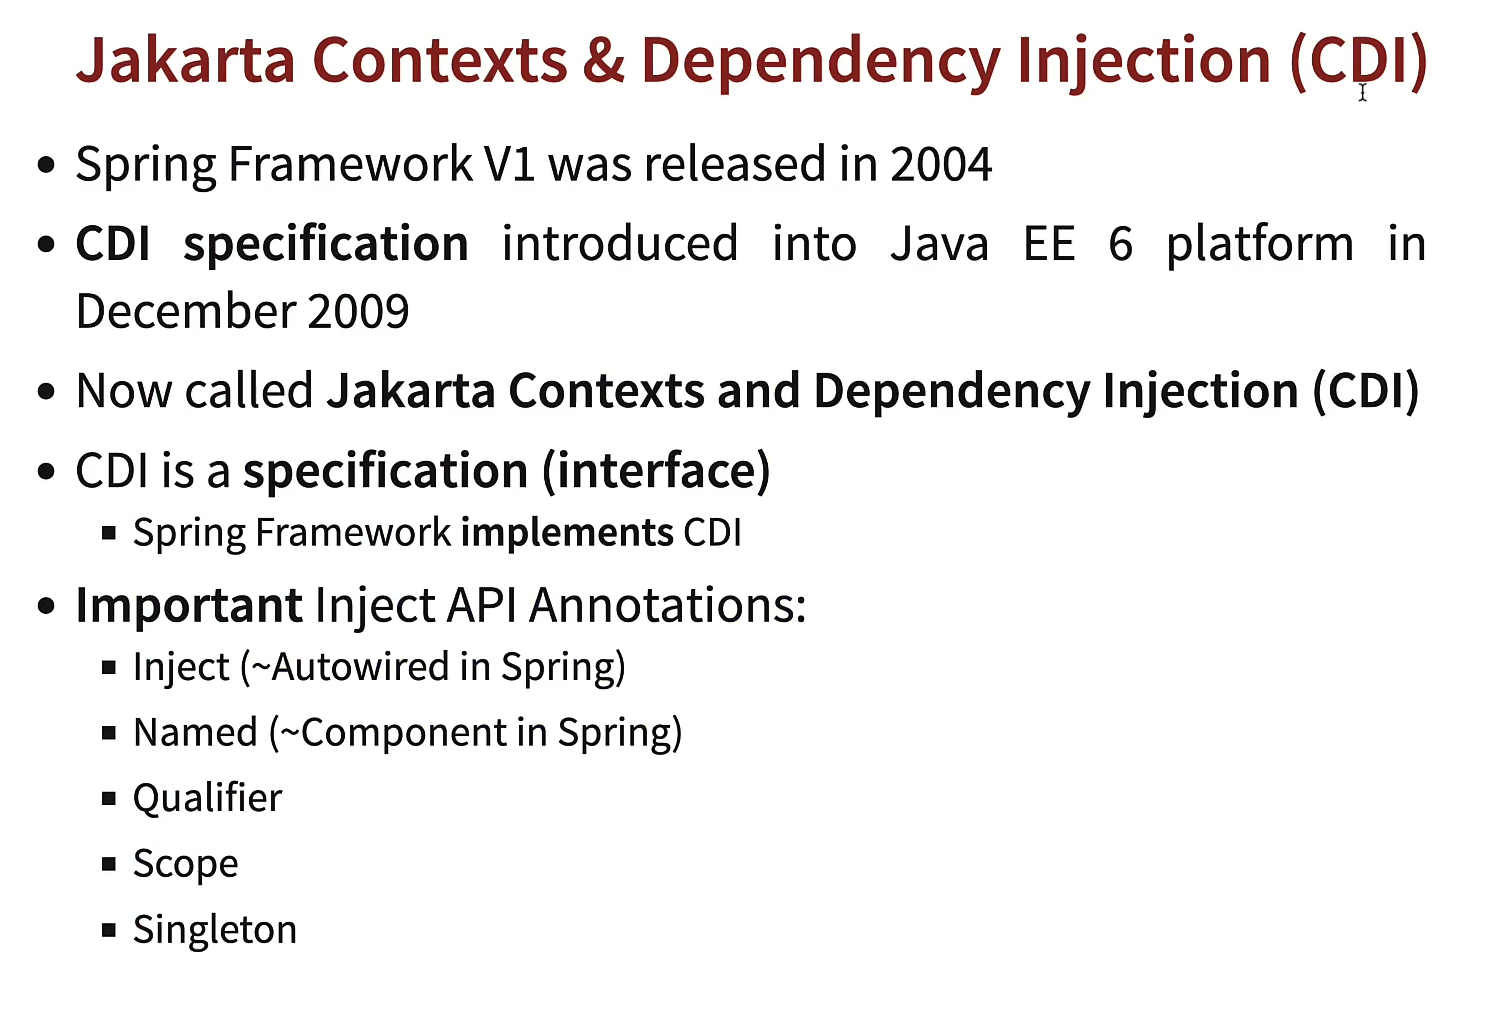 Jakarta Contexts & Dependency Injection (CDI)
• Spring Framework V1 was released in 2004
• CDI specification introduced into Java EE 6 platform in
December 2009
• Now called Jakarta Contexts and Dependency Injection (CDI)
• CDI is a specification (interface)
▪ Spring Framework implements CDI
• Important Inject API Annotations:
▪ Inject (~Autowired in Spring)
▪ Named (~Component in Spring)
▪ Qualifier
▪ Scope
▪ Singleton